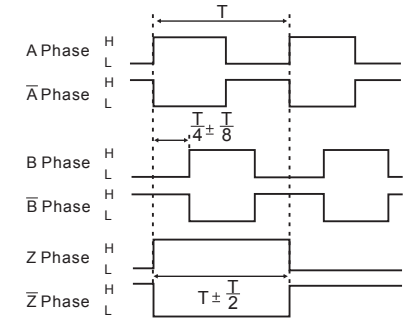 T
A Phase H
L
A̅ Phase H
L
T/4 ± T/8
B Phase H
L
B̅ Phase H
L
Z Phase H
L
Z̅ Phase H
L
T ± T/2